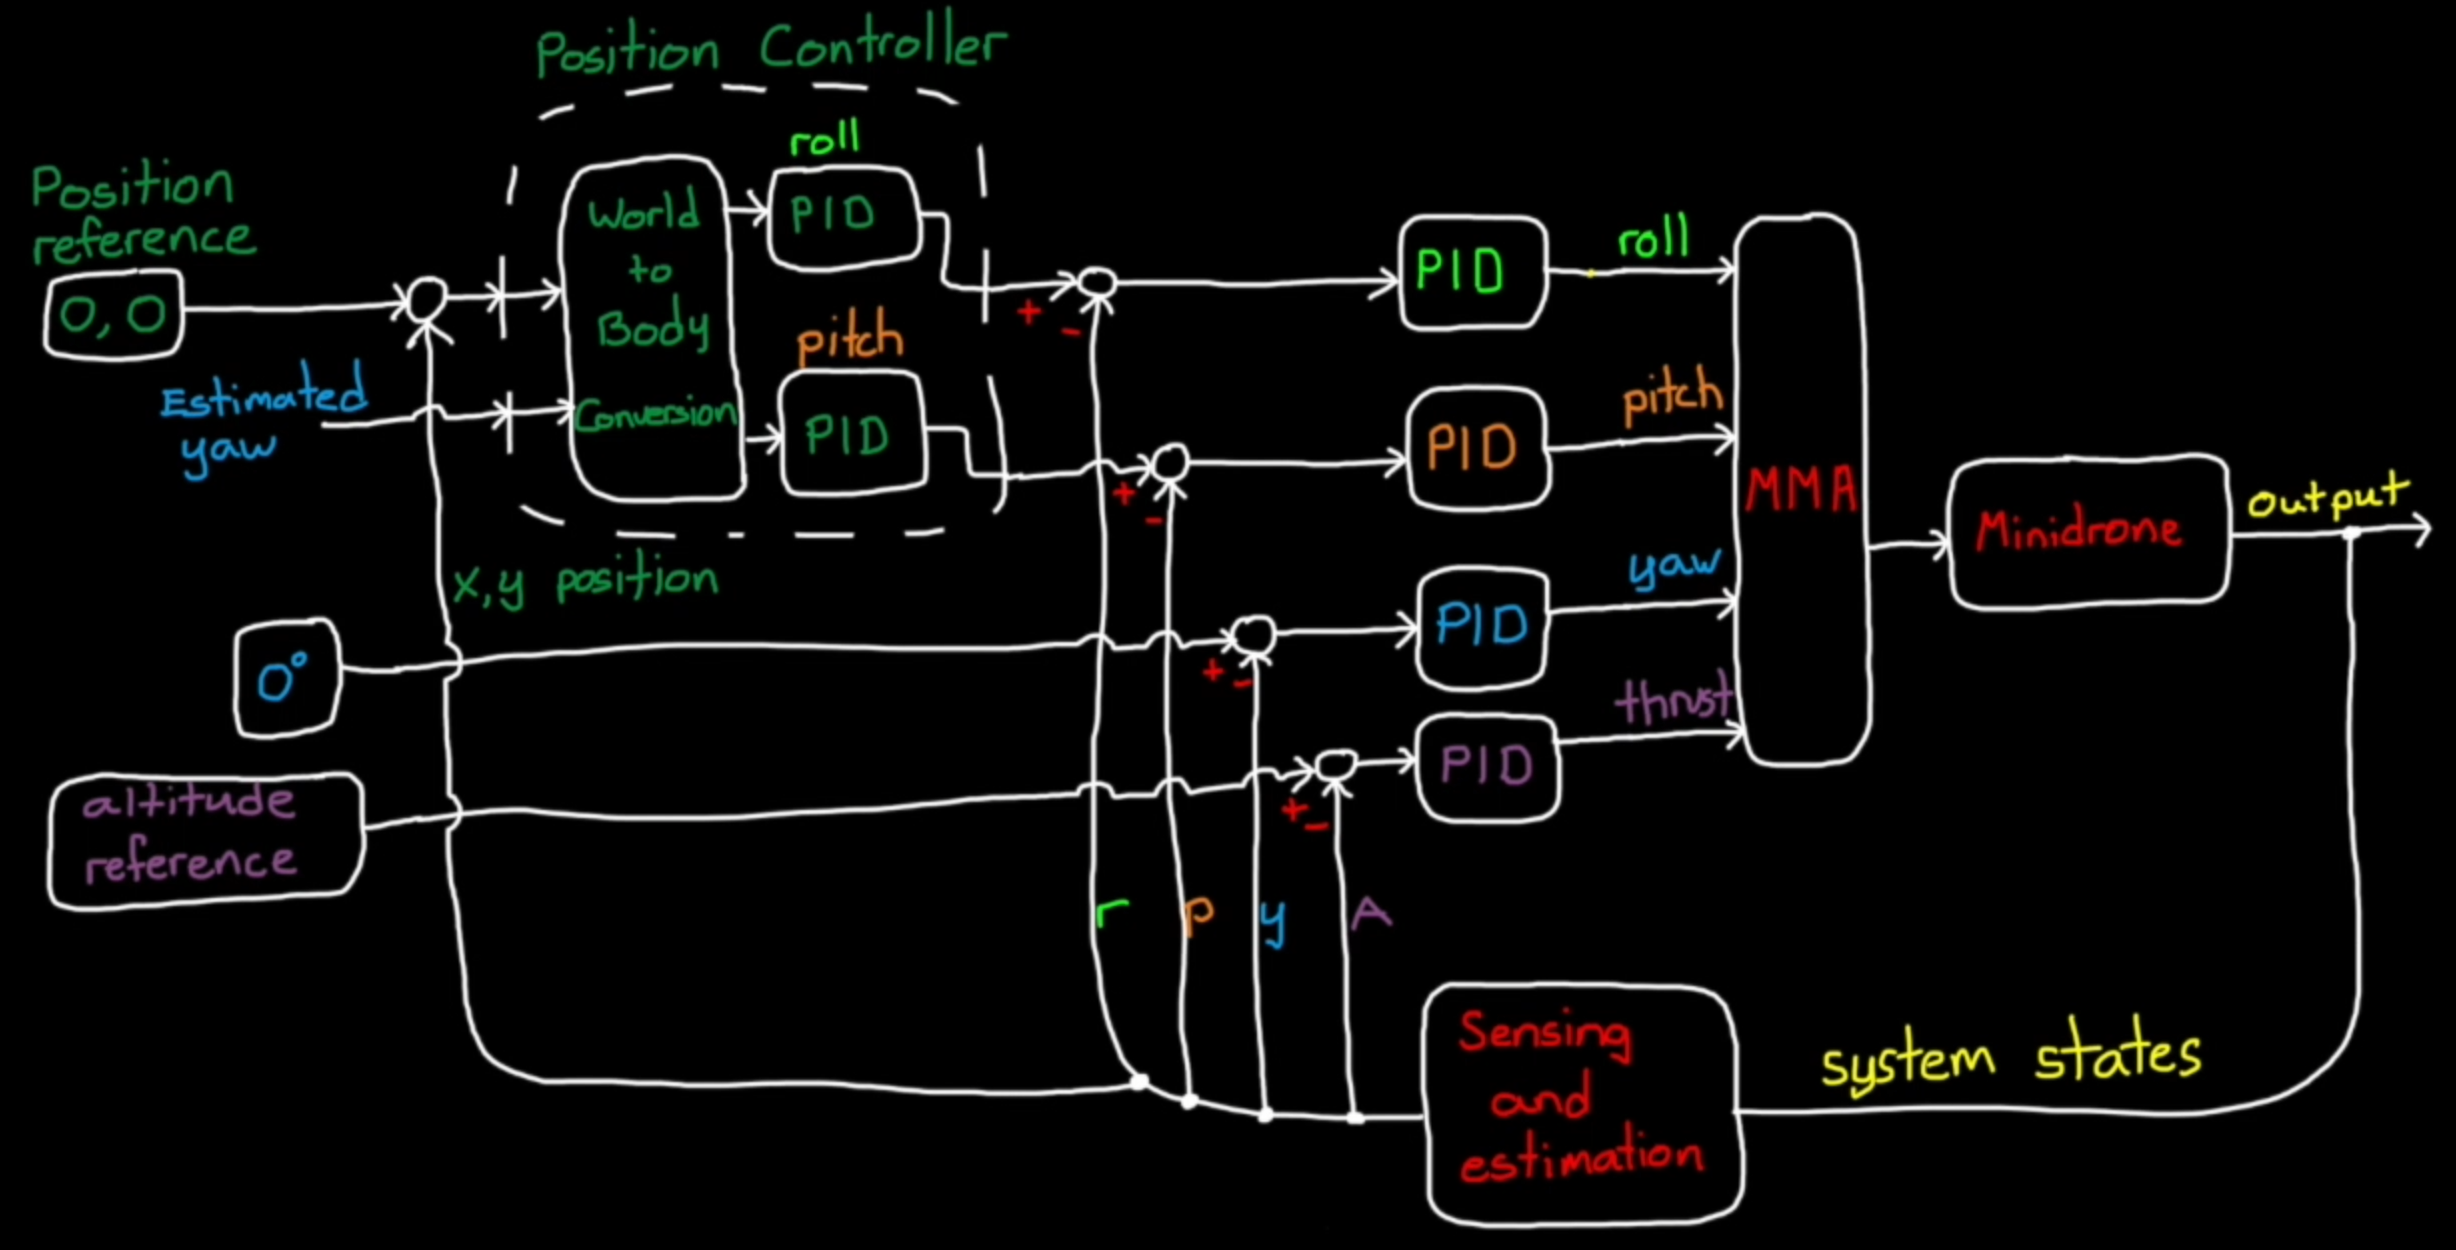 Position Controller
Position
reference
0, 0
Estimated
yaw
World
to
Body
Conversion
roll
PID
pitch
PID
x, y position
0°
altitude
reference
+
-
+
-
+
-
+
-
PID
roll
PID
pitch
PID
yaw
PID
thrust
MMA
Minidrone
output
r
p
y
A
Sensing
and
estimation
system states